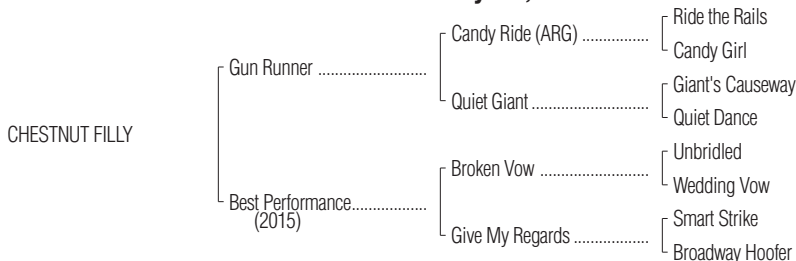 Ride the Rails
Candy Ride (ARG) ................
Candy Girl
Gun Runner ..........................
Giant's Causeway
Quiet Giant ............................
Quiet Dance
CHESTNUT FILLY
Unbridled
Broken Vow ..........................
Wedding Vow
Best Performance..................
(2015)
Smart Strike
Give My Regards ..................
Broadway Hoofer